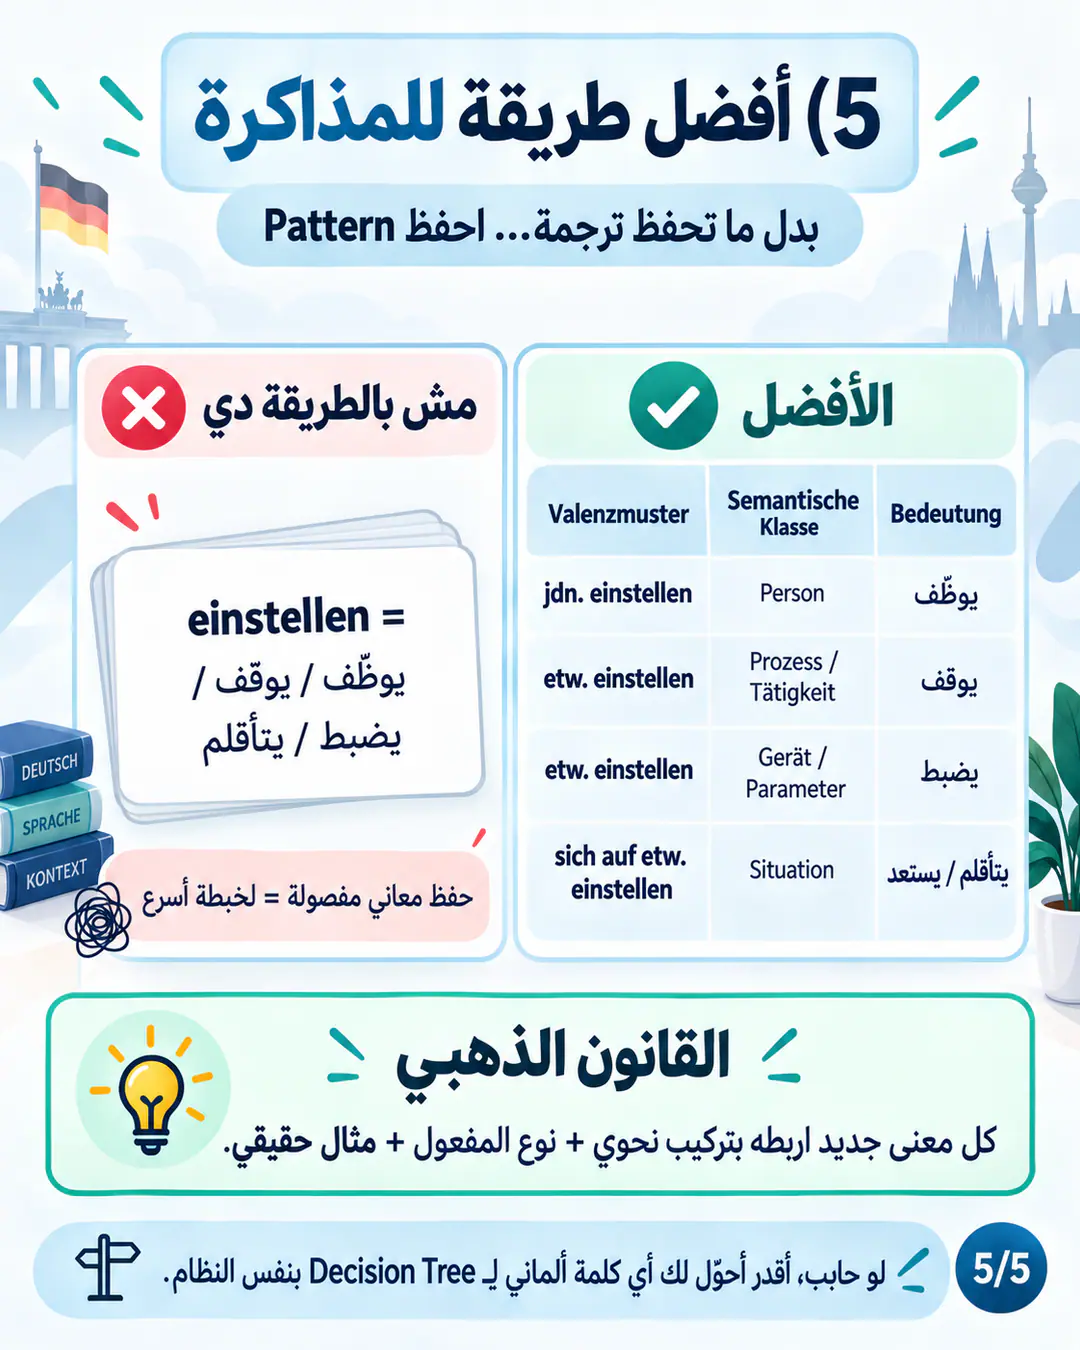 5) أفضل طريقة للمذاكرة
بدل ما تحفظ ترجمة... احفظ Pattern
الأفضل
Valenzmuster Semantische Klasse Bedeutung
jdn. einstellen Person يوظّف
etw. einstellen Prozess / Tätigkeit يوقف
etw. einstellen Gerät / Parameter يضبط
sich auf etw. einstellen Situation يتأقلم / يستعد
مش بالطريقة دي
einstellen =
يوظّف / يوقف /
يضبط / يتأقلم
حفظ معاني مفصولة = لخبطة أسرع
DEUTSCH
SPRACHE
KONTEXT
القانون الذهبي
كل معنى جديد اربطه بتركيب نحوي + نوع المفعول + مثال حقيقي.
لو حابب، أقدر أحوّل لك أي كلمة ألماني لِـ Decision Tree بنفس النظام.
5/5